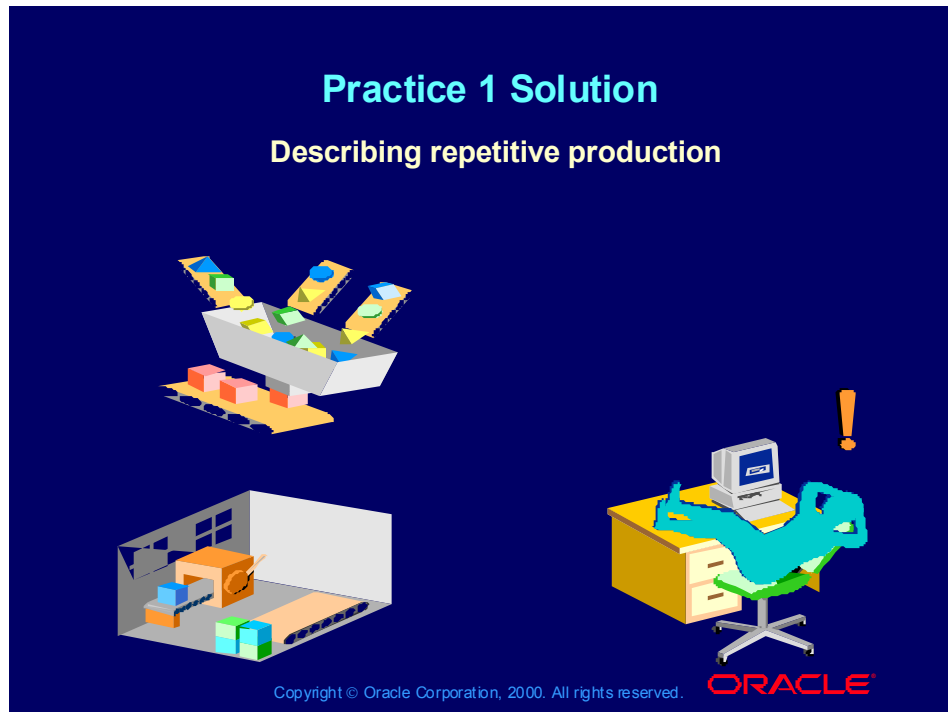 Practice 1 Solution
Describing repetitive production
!
Copyright © Oracle Corporation, 2000. All rights reserved.
ORACLE®